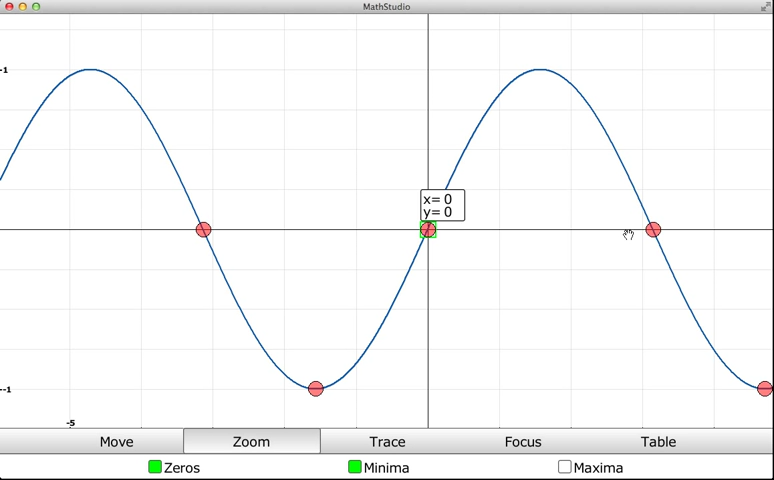 MathStudio
-1
x= 0
y= 0
-1
-5
Move Zoom Trace Focus Table
Zeros Minima Maxima